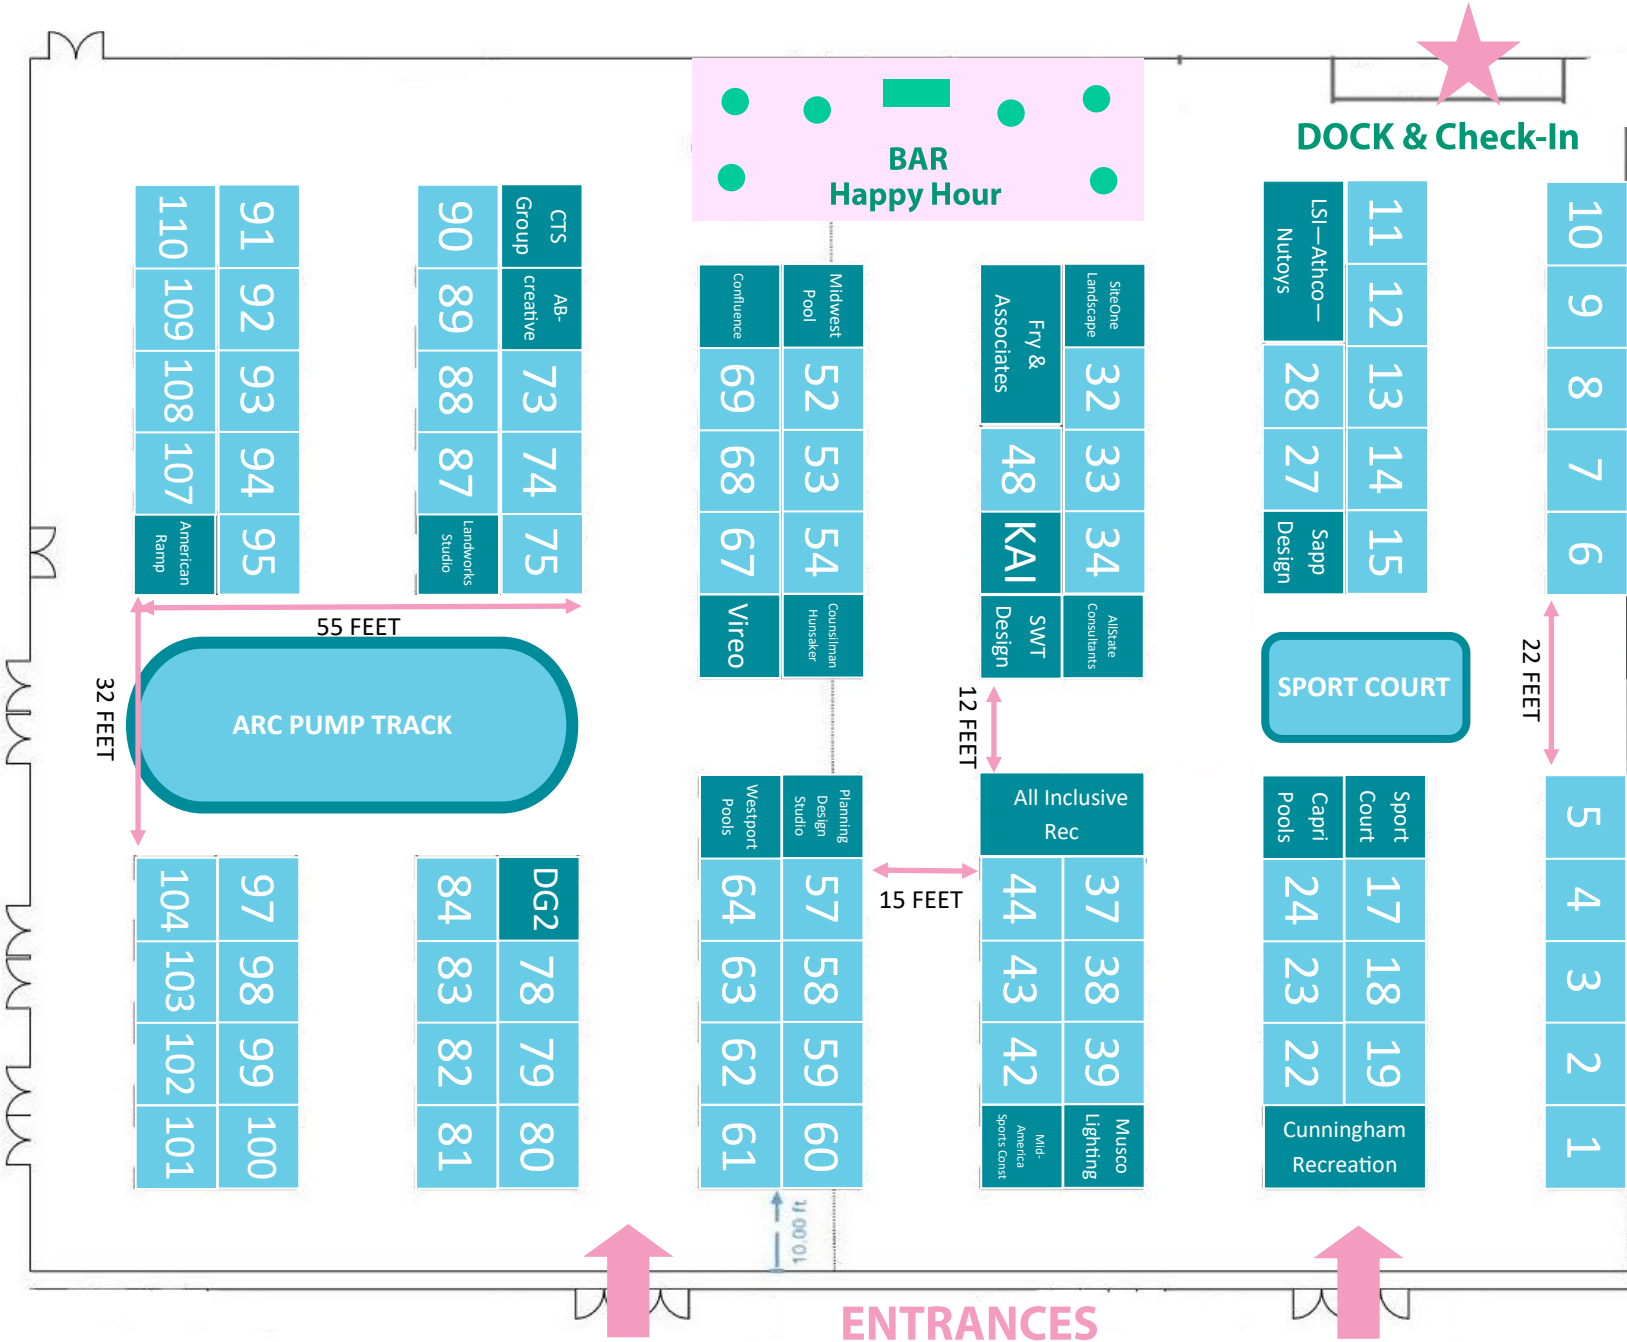 DOCK & Check-In
BAR
Happy Hour
110
109
108
107
American
Ramp
91
92
93
94
95
90
89
88
87
Landworks
Studio
CTS
Group
AB-
creative
73
74
75
Confluence
69
68
67
Vireo
Midwest
Pool
52
53
54
Counsilman
Hunsaker
Fry &
Associates
48
KAI
SWT
Design
SiteOne
Landscape
32
33
34
AllState
Consultants
LSI—Athco—
Nutoys
28
27
Sapp
Design
11
12
13
14
15
10
9
8
7
6
55 FEET
32 FEET
ARC PUMP TRACK
12 FEET
SPORT COURT
22 FEET
104
103
102
101
97
98
99
100
84
83
82
81
DG2
78
79
80
Westport
Pools
64
63
62
61
Planning
Design
Studio
57
58
59
60
15 FEET
All Inclusive
Rec
44
43
42
Mid-
America
Sports Const
37
38
39
Musco
Lighting
Capri
Pools
24
23
22
Sport
Court
17
18
19
Cunningham
Recreation
5
4
3
2
1
10.00 ft
ENTRANCES